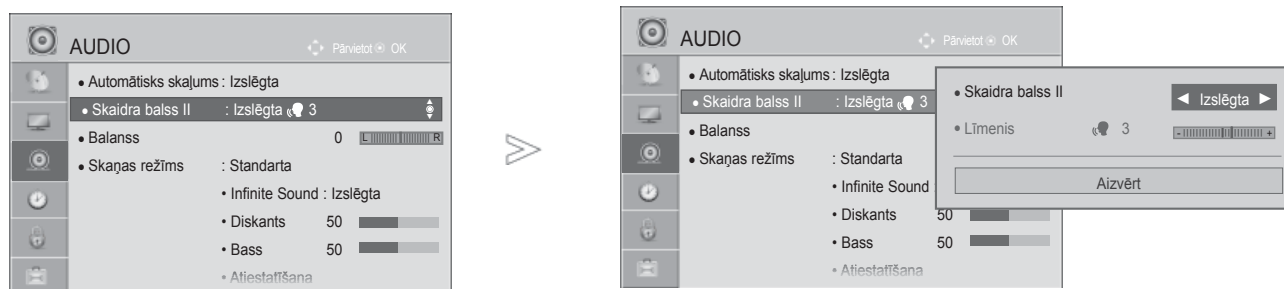 AUDIO
Pārvietot OK
• Automātisks skaļums : Izslēgta
• Skaidra balss II : Izslēgta 3
• Balanss 0 L R
• Skaņas režīms : Standarta
• Infinite Sound : Izslēgta
• Diskants 50
• Bass 50
• Atiestatīšana
AUDIO
Pārvietot OK
• Automātisks skaļums : Izslēgta
• Skaidra balss II : Izslēgta 3
• Balanss
• Skaņas režīms : Standarta
• Infinite Sound :
• Diskants 50
• Bass 50
• Atiestatīšana
• Skaidra balss II ◄ Izslēgta ►
• Līmenis 3 - +
Aizvērt